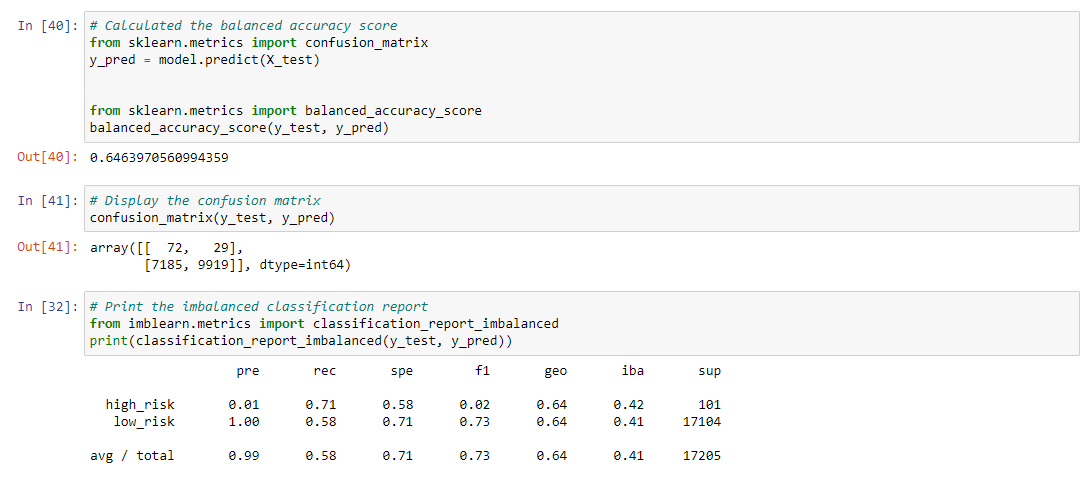 In [40]: # Calculated the balanced accuracy score
from sklearn.metrics import confusion_matrix
y_pred = model.predict(X_test)
from sklearn.metrics import balanced_accuracy_score
balanced_accuracy_score(y_test, y_pred)
Out[40]: 0.6463970560994359
In [41]: # Display the confusion matrix
confusion_matrix(y_test, y_pred)
Out[41]: array([[  72,   29],
       [7185, 9919]], dtype=int64)
In [32]: # Print the imbalanced classification report
from imblearn.metrics import classification_report_imbalanced
print(classification_report_imbalanced(y_test, y_pred))
pre rec spe f1 geo iba sup
high_risk 0.01 0.71 0.58 0.02 0.64 0.42 101
low_risk 1.00 0.58 0.71 0.73 0.64 0.41 17104
avg / total 0.99 0.58 0.71 0.73 0.64 0.41 17205